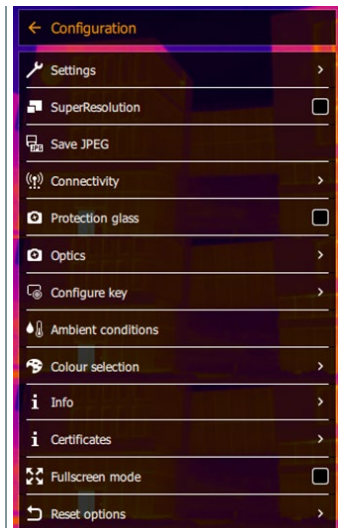 Configuration
Settings
SuperResolution
JPG
Save JPEG
Connectivity
Protection glass
Optics
Configure key
Ambient conditions
Colour selection
Info
Certificates
Fullscreen mode
Reset options